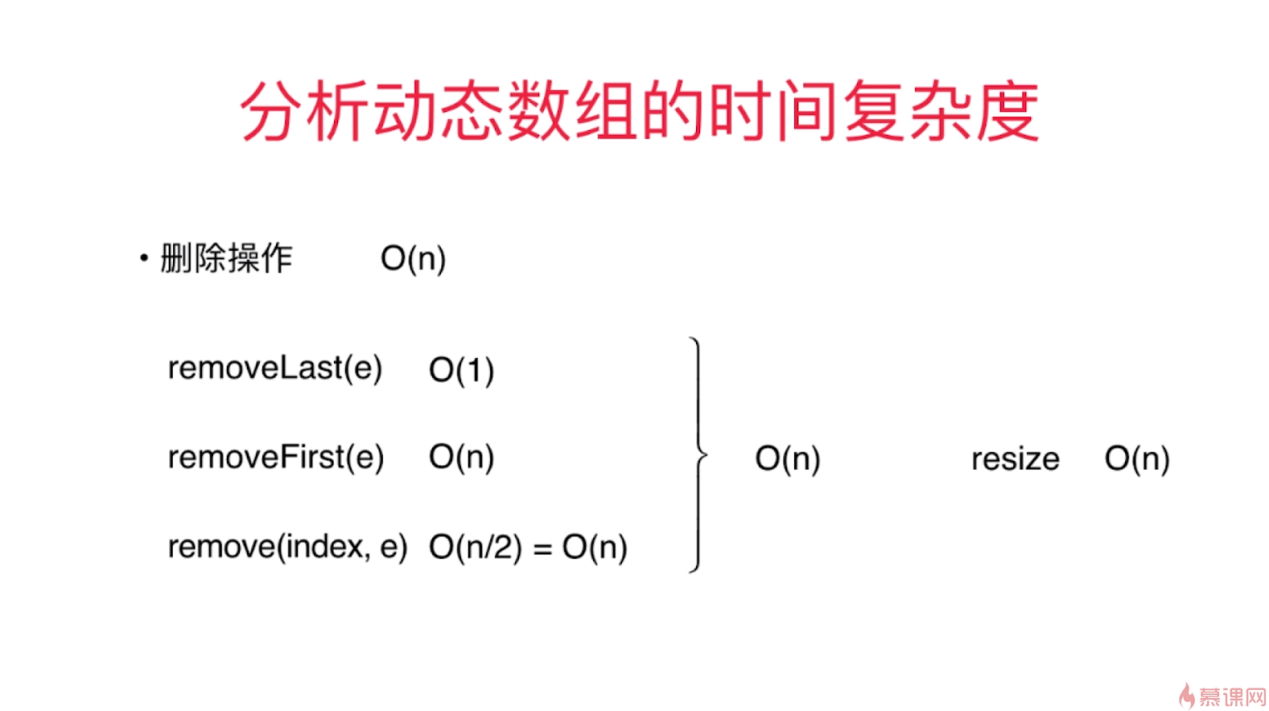 分析动态数组的时间复杂度
• 删除操作 O(n)
removeLast(e) O(1)
removeFirst(e) O(n)
remove(index, e) O(n/2) = O(n)
O(n) resize O(n)
慕课网